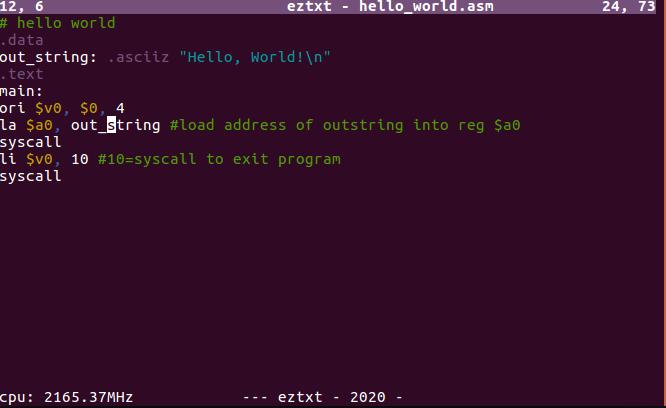 12, 6 eztxt - hello_world.asm 24, 73
# hello world
.data
out_string: .asciiz "Hello, World!\n"
.text
main:
ori $v0, $0, 4
la $a0, out_string #load address of outstring into reg $a0
syscall
li $v0, 10 #10=syscall to exit program
syscall
cpu: 2165.37MHz --- eztxt - 2020 -